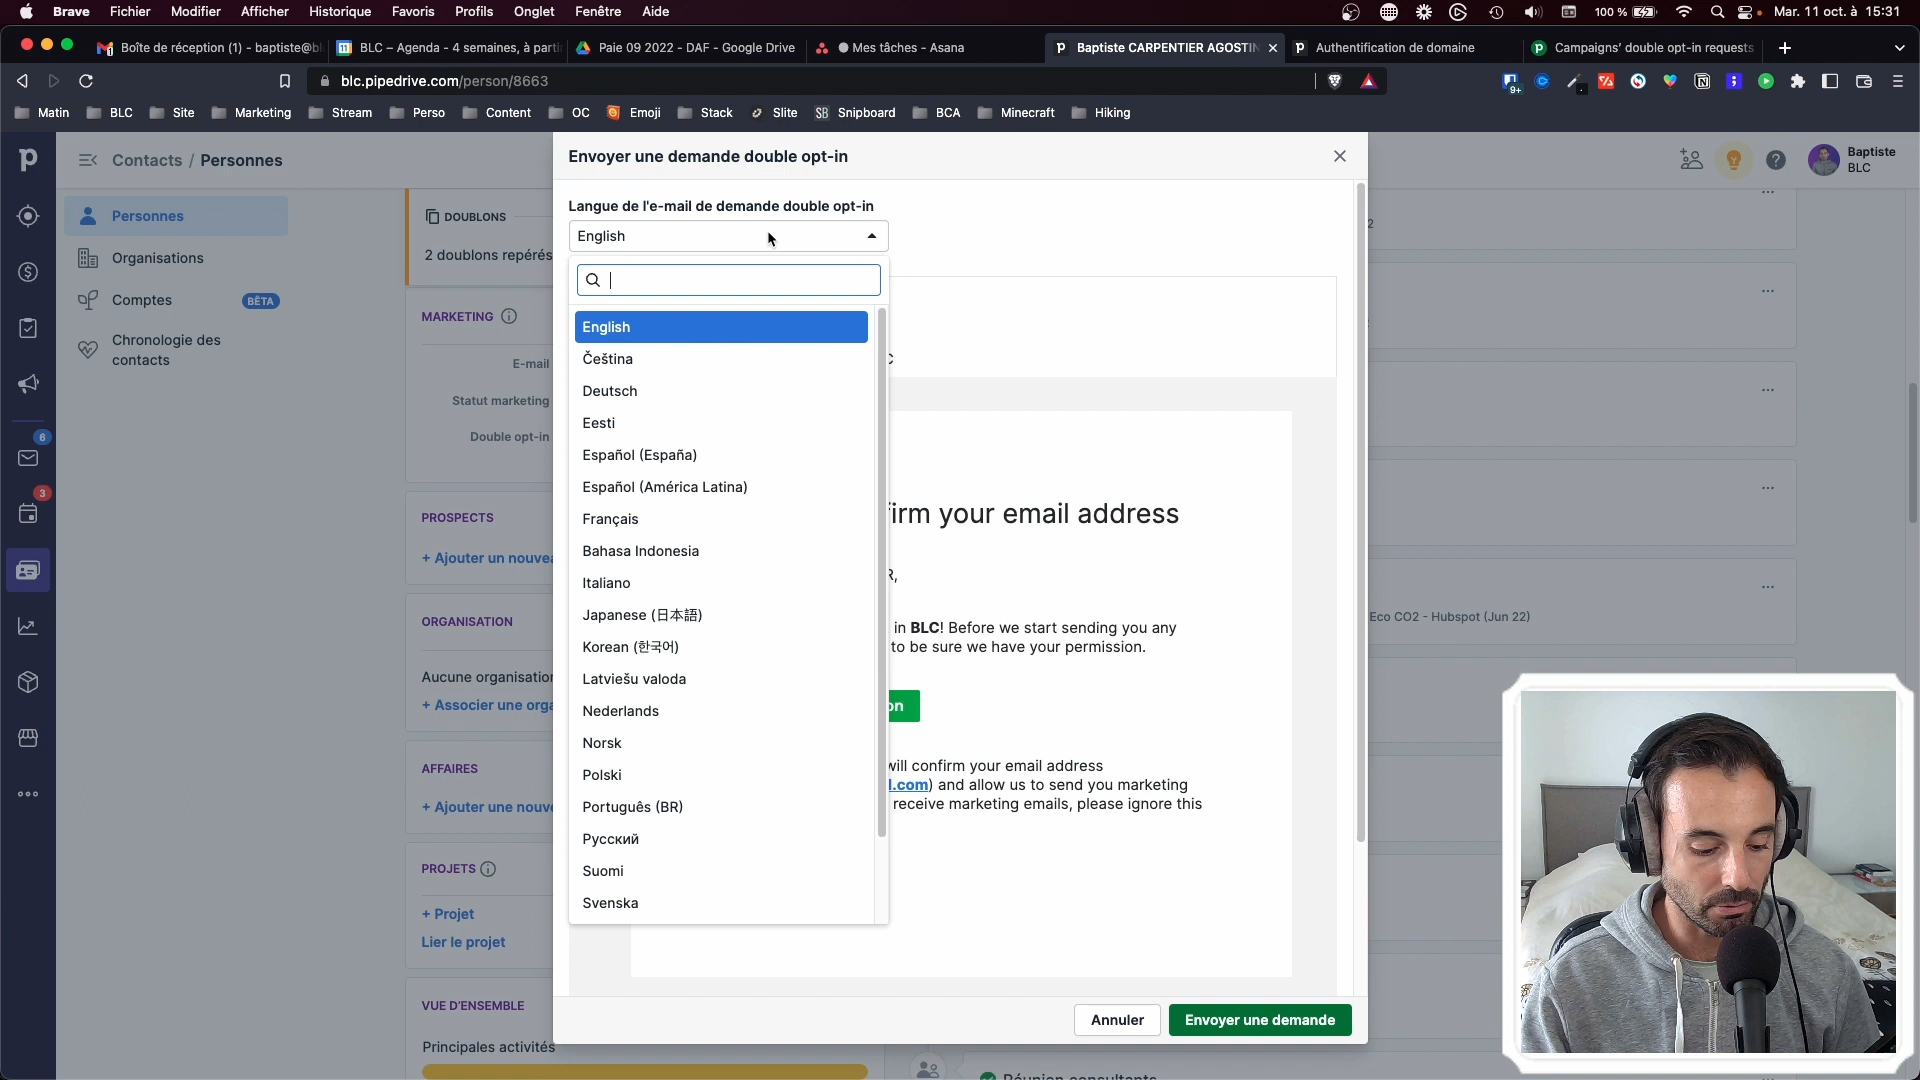 Brave Fichier Modifier Afficher Historique Favoris Profils Onglet Fenêtre Aide
100 % Mar. 11 oct. à 15:31
Boîte de réception (1) - baptiste@bl
BLC – Agenda - 4 semaines, à parti
Paie 09 2022 - DAF - Google Drive
Mes tâches - Asana
Baptiste CARPENTIER AGOSTIN
Authentification de domaine
Campaigns’ double opt-in requests
blc.pipedrive.com/person/8663
9+
Matin BLC Site Marketing Stream Perso Content OC Emoji Stack Slite Snipboard BCA Minecraft Hiking
Contacts / Personnes
Baptiste
BLC
Personnes
Organisations
Comptes BÊTA
Chronologie des
contacts
6
3
DOUBLONS
2 doublons repérés
MARKETING
E-mail
Statut marketing
Double opt-in
PROSPECTS
+ Ajouter un nouvea
ORGANISATION
Aucune organisation
+ Associer une orga
AFFAIRES
+ Ajouter une nouve
PROJETS
+ Projet
Lier le projet
VUE D'ENSEMBLE
Principales activités
Envoyer une demande double opt-in
Langue de l'e-mail de demande double opt-in
English
English
Čeština
Deutsch
Eesti
Español (España)
Español (América Latina)
Français
Bahasa Indonesia
Italiano
Japanese (日本語)
Korean (한국어)
Latviešu valoda
Nederlands
Norsk
Polski
Português (BR)
Русский
Suomi
Svenska
firm your email address
R,
in BLC! Before we start sending you any
to be sure we have your permission.
on
will confirm your email address
l.com) and allow us to send you marketing
receive marketing emails, please ignore this
Annuler
Envoyer une demande
2
Eco CO2 - Hubspot (Jun 22)
Réunion consultants